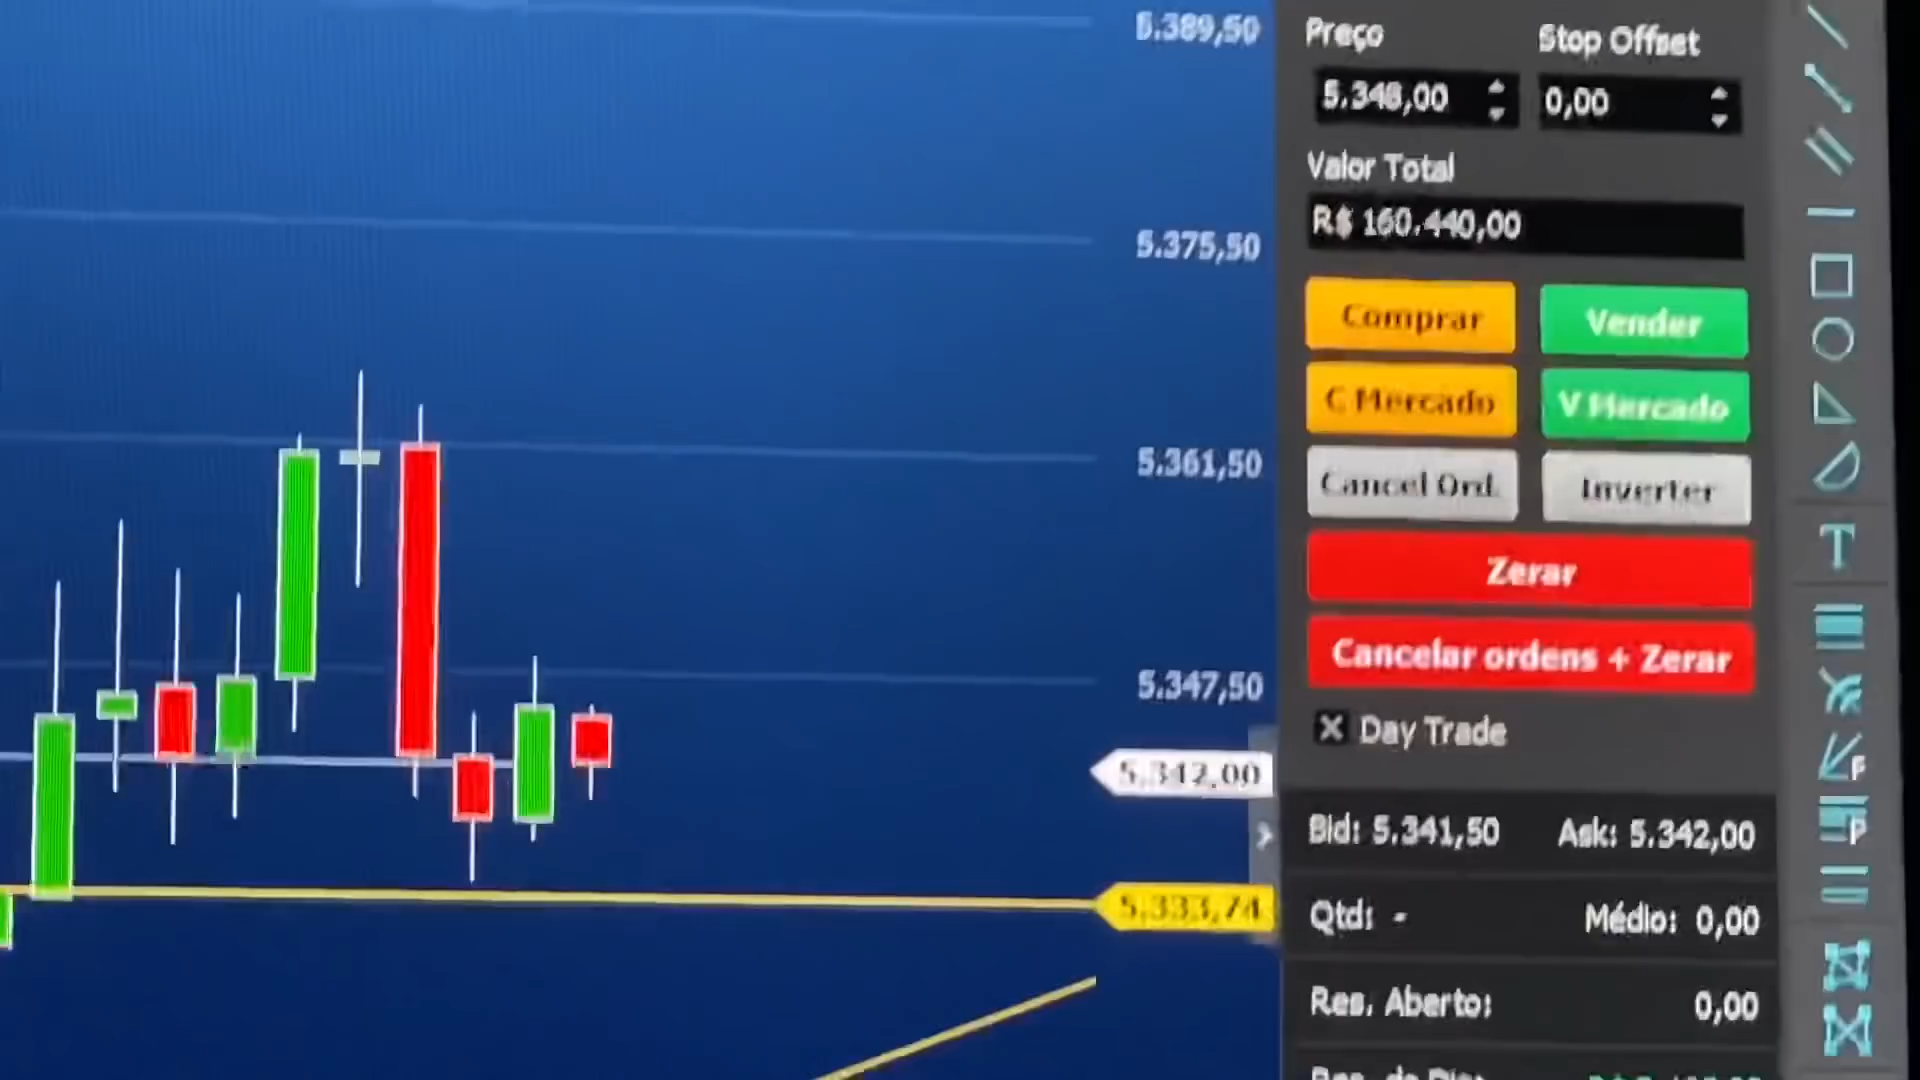 5.389,50
Preço
Stop Offset
5.348,00
0,00
Valor Total
R$ 160.440,00
5.375,50
Comprar
Vender
C Mercado
V Mercado
5.361,50
Cancel Ord.
Inverter
T
Zerar
Cancelar ordens + Zerar
5.347,50
X Day Trade
5.342,00
F
Bid: 5.341,50
Ask: 5.342,00
P
5.333,74
Qtd: -
Médio: 0,00
Res. Aberto:
0,00